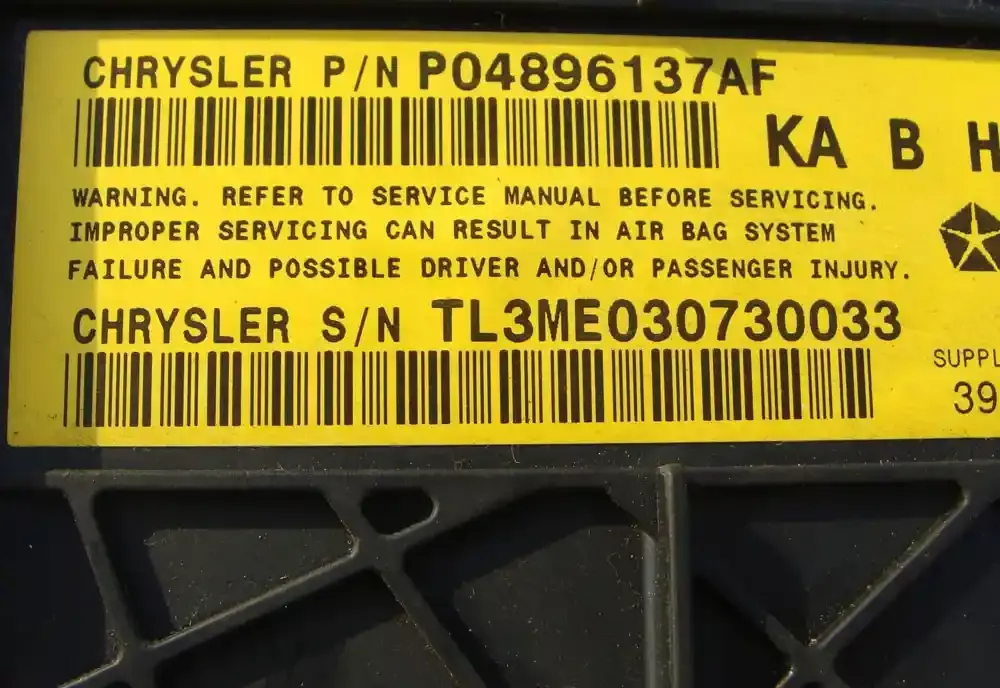 CHRYSLER P/N P04896137AF
KA B H
WARNING. REFER TO SERVICE MANUAL BEFORE SERVICING.
IMPROPER SERVICING CAN RESULT IN AIR BAG SYSTEM
FAILURE AND POSSIBLE DRIVER AND/OR PASSENGER INJURY.
CHRYSLER S/N TL3ME030730033
SUPPL
39